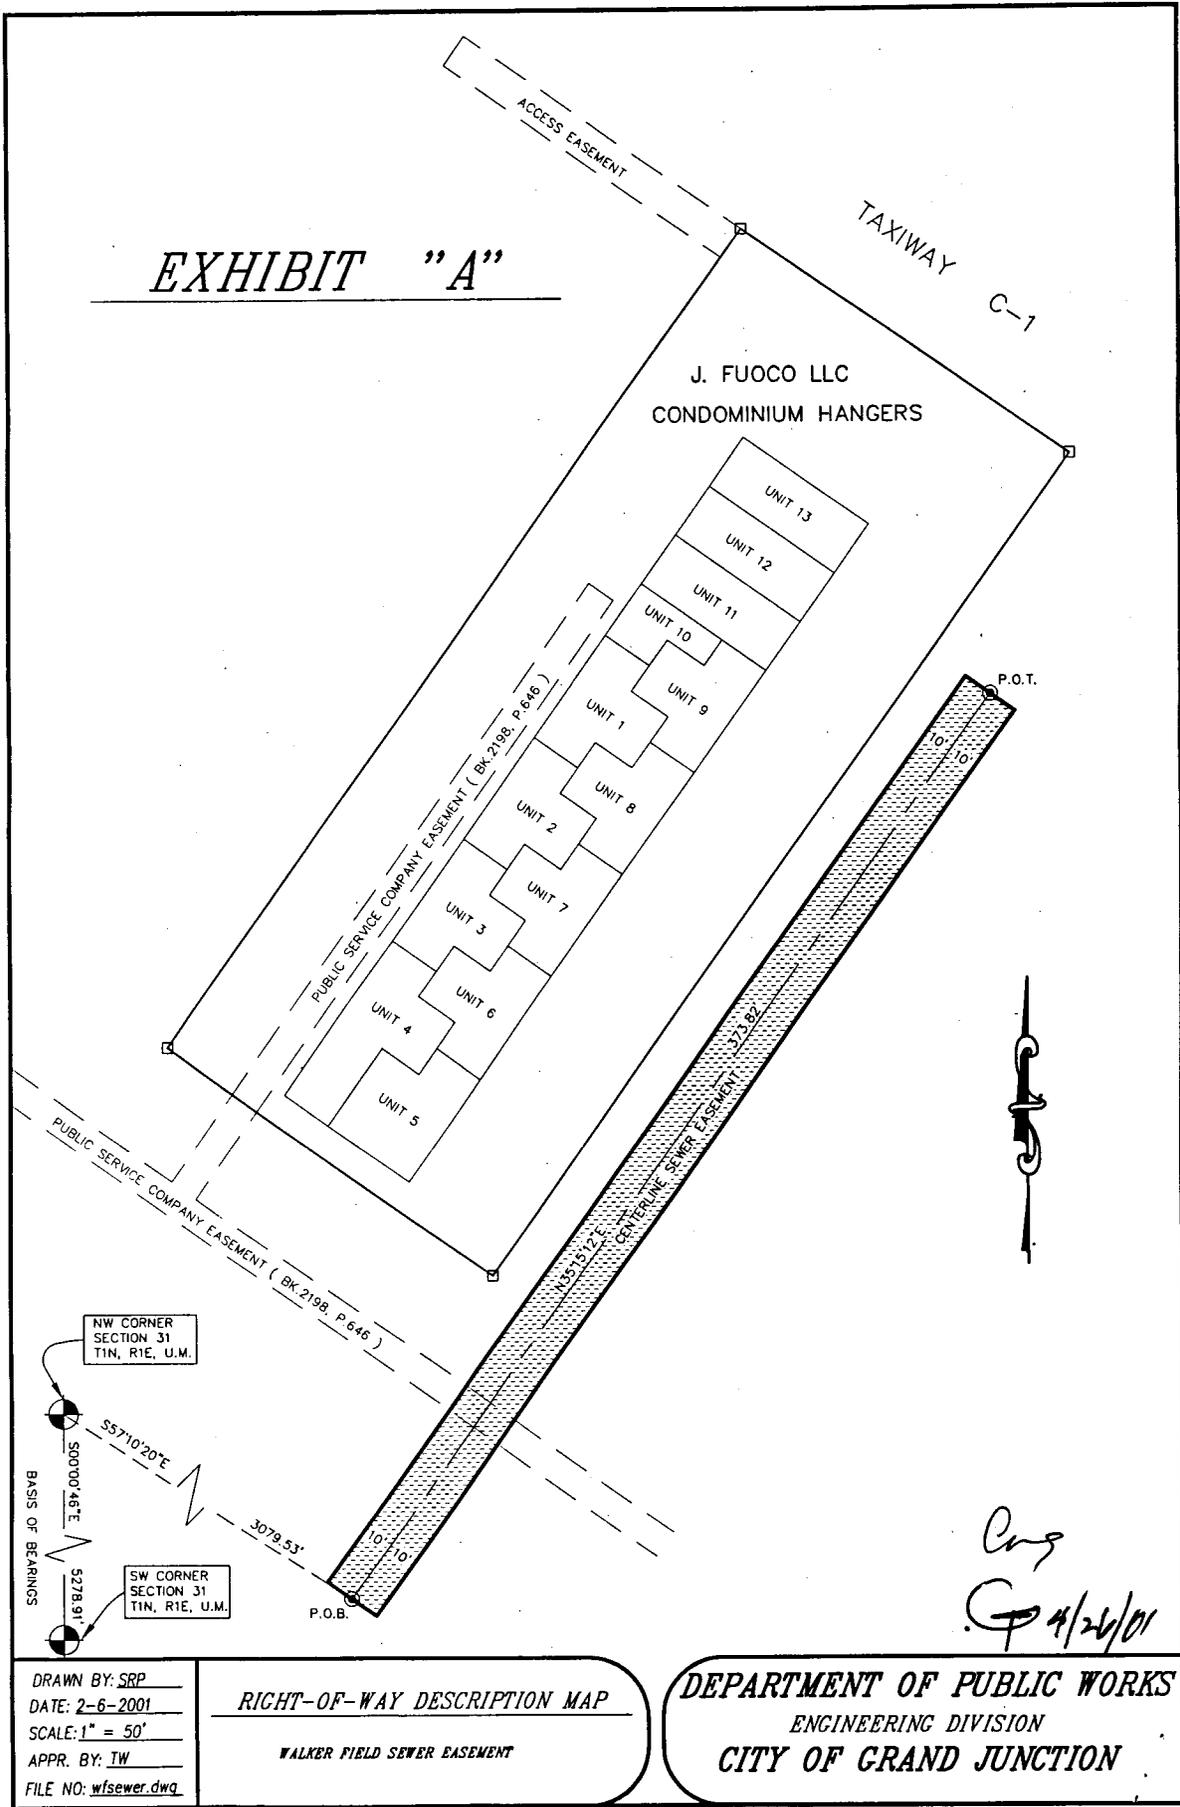 ACCESS EASEMENT
TAXIWAY C-1
EXHIBIT "A"
J. FUOCO LLC
CONDOMINIUM HANGERS
UNIT 13
UNIT 12
UNIT 11
UNIT 10
UNIT 9
UNIT 1
UNIT 8
UNIT 2
UNIT 7
UNIT 3
UNIT 6
UNIT 4
UNIT 5
PUBLIC SERVICE COMPANY EASEMENT ( BK.2198, P.646 )
P.O.T.
10' 10'
N35°15'12"E 373.82'
CENTERLINE SEWER EASEMENT
PUBLIC SERVICE COMPANY EASEMENT ( BK.2198, P.646 )
NW CORNER
SECTION 31
T1N, R1E, U.M.
S57°10'20"E 3079.53'
S00°00'46"E 5278.91'
BASIS OF BEARINGS
SW CORNER
SECTION 31
T1N, R1E, U.M.
10' 10'
P.O.B.
4/26/01
DRAWN BY: SRP
DATE: 2-6-2001
SCALE: 1" = 50'
APPR. BY: TW
FILE NO: wfsewer.dwg
RIGHT-OF-WAY DESCRIPTION MAP
WALKER FIELD SEWER EASEMENT
DEPARTMENT OF PUBLIC WORKS
ENGINEERING DIVISION
CITY OF GRAND JUNCTION